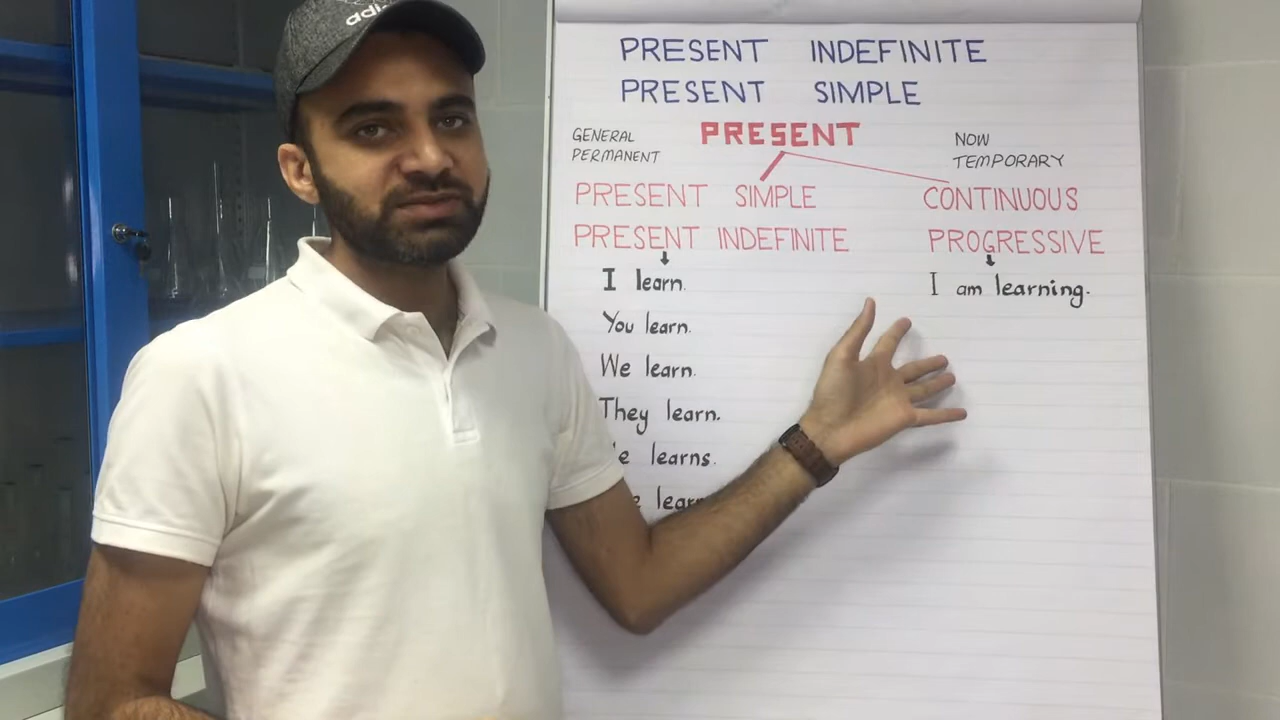 PRESENT INDEFINITE
PRESENT SIMPLE
GENERAL
PERMANENT
PRESENT
NOW
TEMPORARY
PRESENT SIMPLE
CONTINUOUS
PRESENT INDEFINITE
PROGRESSIVE
I learn.
I am learning.
You learn.
We learn.
They learn.
learns.